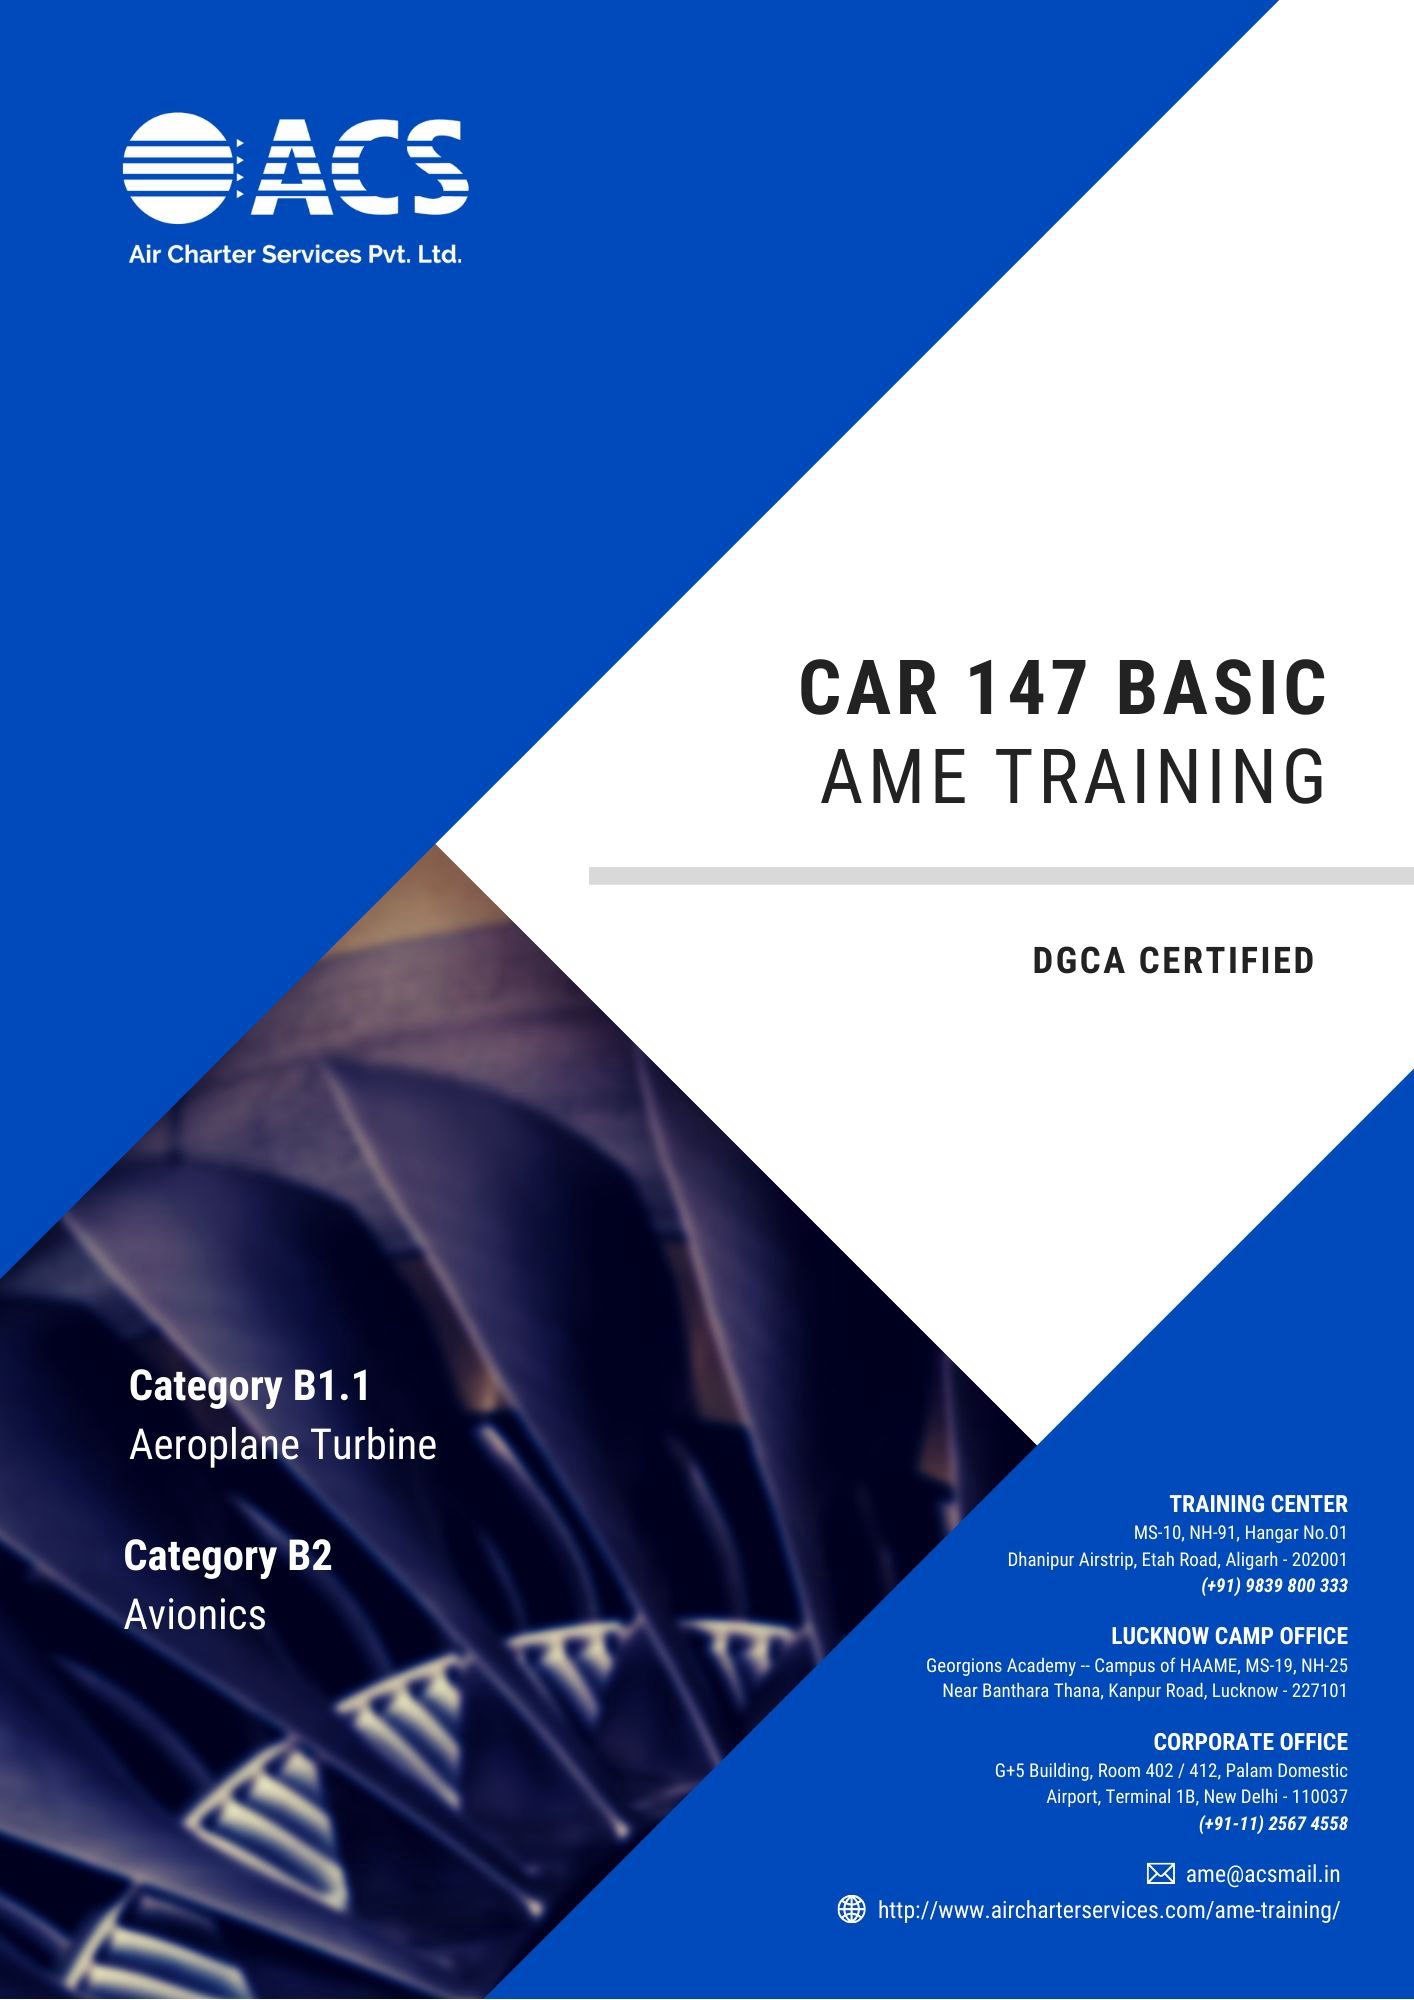 ACS
Air Charter Services Pvt. Ltd.
CAR 147 BASIC
AME TRAINING
DGCA CERTIFIED
Category B1.1
Aeroplane Turbine
Category B2
Avionics
TRAINING CENTER
MS-10, NH-91, Hangar No.01
Dhanipur Airstrip, Etah Road, Aligarh - 202001
(+91) 9839 800 333
LUCKNOW CAMP OFFICE
Georgions Academy -- Campus of HAAME, MS-19, NH-25
Near Banthara Thana, Kanpur Road, Lucknow - 227101
CORPORATE OFFICE
G+5 Building, Room 402 / 412, Palam Domestic
Airport, Terminal 1B, New Delhi - 110037
(+91-11) 2567 4558
ame@acsmail.in
http://www.aircharterservices.com/ame-training/